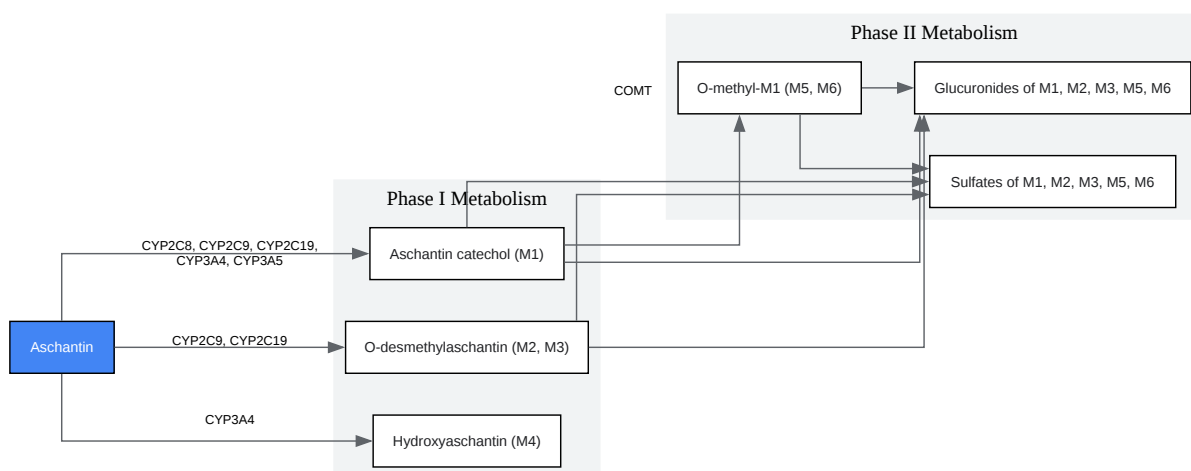 Phase II Metabolism
COMT
O-methyl-M1 (M5, M6)
Glucuronides of M1, M2, M3, M5, M6
Sulfates of M1, M2, M3, M5, M6
Phase I Metabolism
CYP2C8, CYP2C9, CYP2C19,
CYP3A4, CYP3A5
Aschantin catechol (M1)
Aschantin
CYP2C9, CYP2C19
O-desmethylaschantin (M2, M3)
CYP3A4
Hydroxyaschantin (M4)